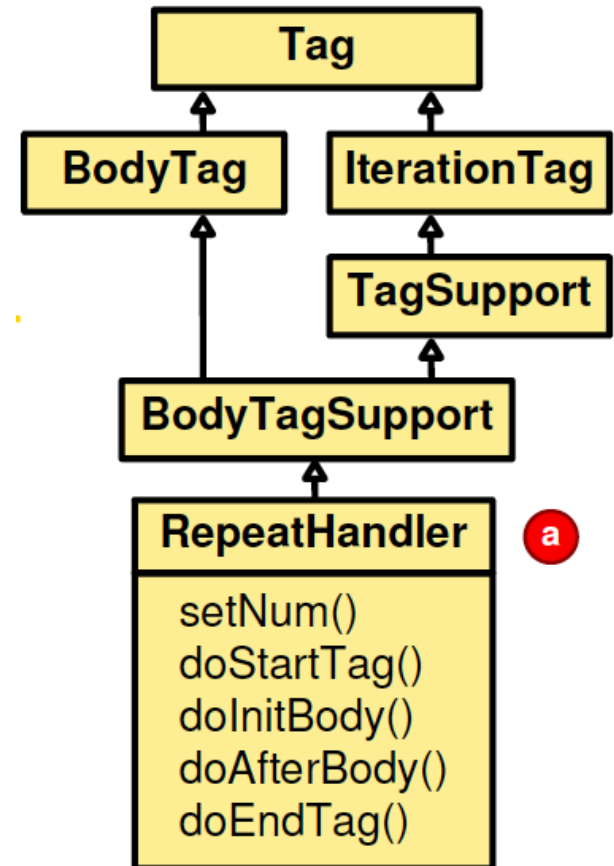 Tag
BodyTag
IterationTag
TagSupport
BodyTagSupport
RepeatHandler
a
setNum()
doStartTag()
doInitBody()
doAfterBody()
doEndTag()